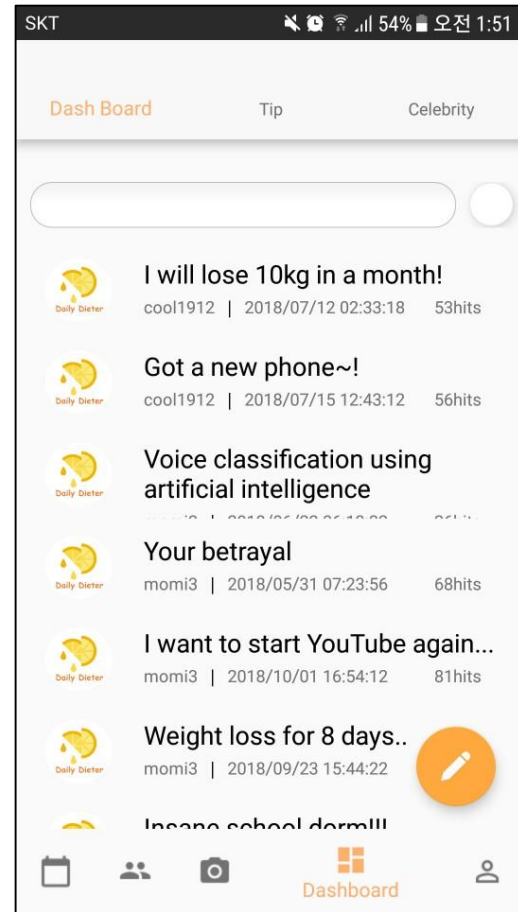 SKT 54% 오전 1:51
Dash Board Tip Celebrity
I will lose 10kg in a month!
Daily Dieter cool1912 | 2018/07/12 02:33:18 53hits
Got a new phone~!
Daily Dieter cool1912 | 2018/07/15 12:43:12 56hits
Voice classification using
Daily Dieter artificial intelligence
Your betrayal
Daily Dieter momi3 | 2018/05/31 07:23:56 68hits
I want to start YouTube again...
Daily Dieter momi3 | 2018/10/01 16:54:12 81hits
Weight loss for 8 days..
Daily Dieter momi3 | 2018/09/23 15:44:22
Insane school dorm!!!
Dashboard